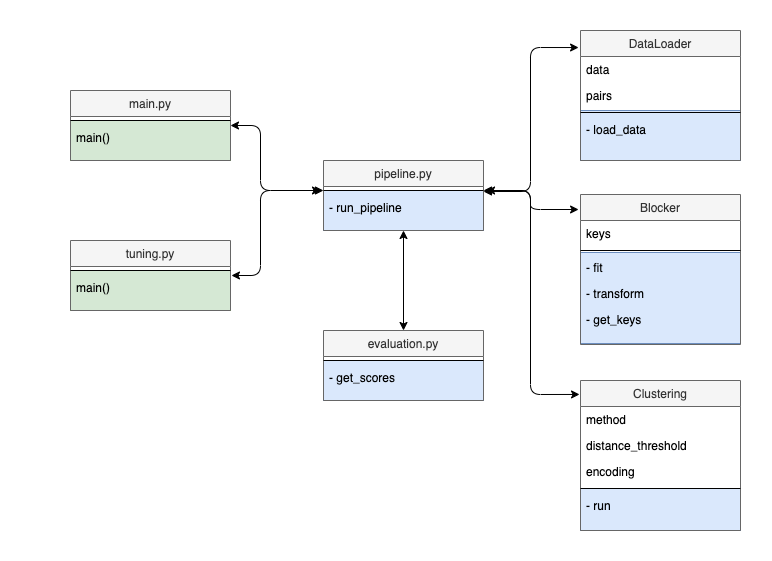 main.py
main()
tuning.py
main()
pipeline.py
- run_pipeline
evaluation.py
- get_scores
DataLoader
data
pairs
- load_data
Blocker
keys
- fit
- transform
- get_keys
Clustering
method
distance_threshold
encoding
- run